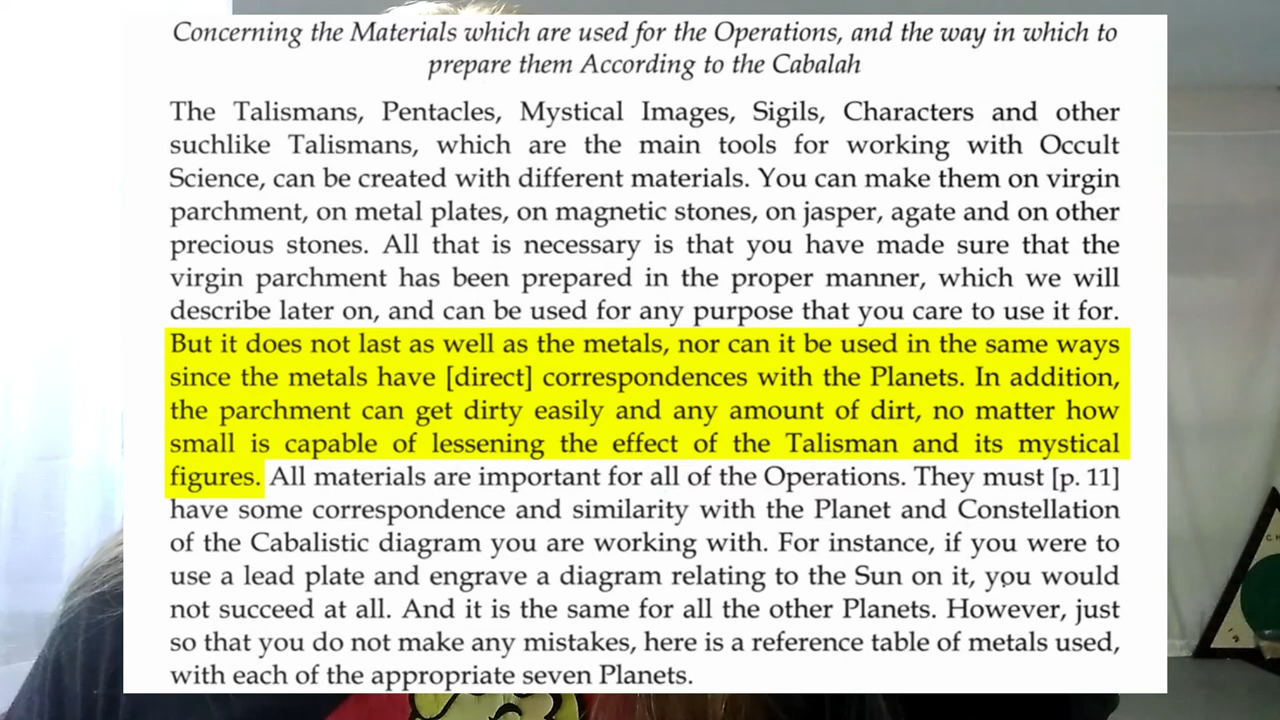 Concerning the Materials which are used for the Operations, and the way in which to
prepare them According to the Cabalah
The Talismans, Pentacles, Mystical Images, Sigils, Characters and other
suchlike Talismans, which are the main tools for working with Occult
Science, can be created with different materials. You can make them on virgin
parchment, on metal plates, on magnetic stones, on jasper, agate and on other
precious stones. All that is necessary is that you have made sure that the
virgin parchment has been prepared in the proper manner, which we will
describe later on, and can be used for any purpose that you care to use it for.
But it does not last as well as the metals, nor can it be used in the same ways
since the metals have [direct] correspondences with the Planets. In addition,
the parchment can get dirty easily and any amount of dirt, no matter how
small is capable of lessening the effect of the Talisman and its mystical
figures. All materials are important for all of the Operations. They must [p. 11]
have some correspondence and similarity with the Planet and Constellation
of the Cabalistic diagram you are working with. For instance, if you were to
use a lead plate and engrave a diagram relating to the Sun on it, you would
not succeed at all. And it is the same for all the other Planets. However, just
so that you do not make any mistakes, here is a reference table of metals used,
with each of the appropriate seven Planets.